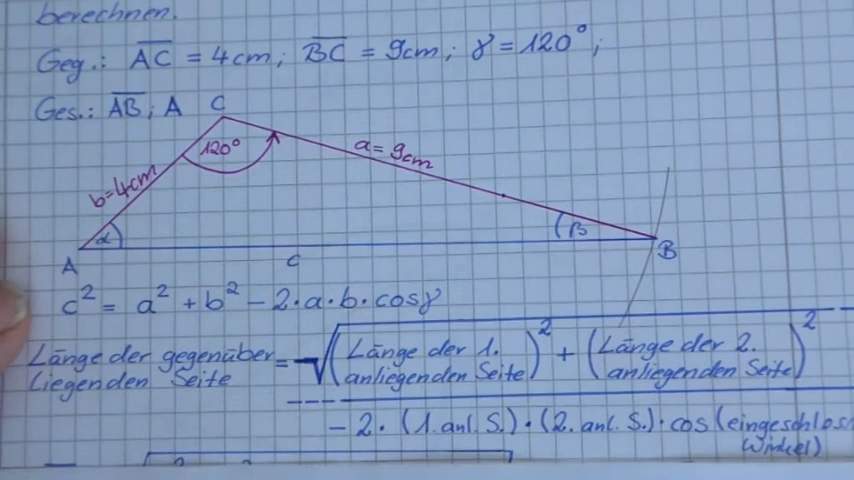 berechnen.
Geg.: AC = 4cm; BC = 9cm; γ = 120°;
Ges.: AB; A
C
120°
a = 9cm
b = 4cm
α
β
A
c
B
c² = a² + b² - 2·a·b·cosγ
Länge der gegenüber = √(Länge der 1. anliegenden Seite)² + (Länge der 2. anliegenden Seite)²
liegenden Seite
- 2·(1. anl. S.)·(2. anl. S.)·cos(eingeschloss
Winkel)